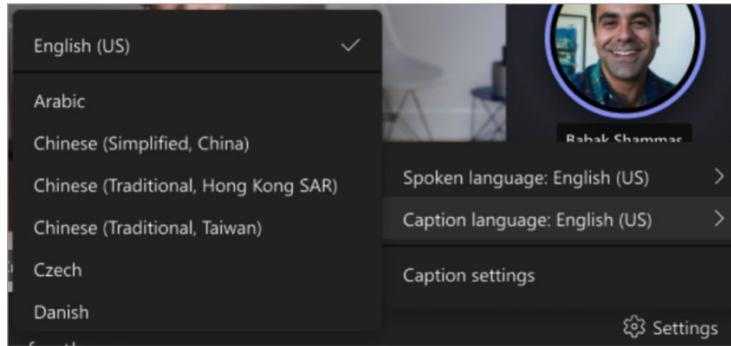 English (US)
Arabic
Chinese (Simplified, China)
Chinese (Traditional, Hong Kong SAR)
Chinese (Traditional, Taiwan)
Czech
Danish
Babak Shammas
Spoken language: English (US)
Caption language: English (US)
Caption settings
Settings